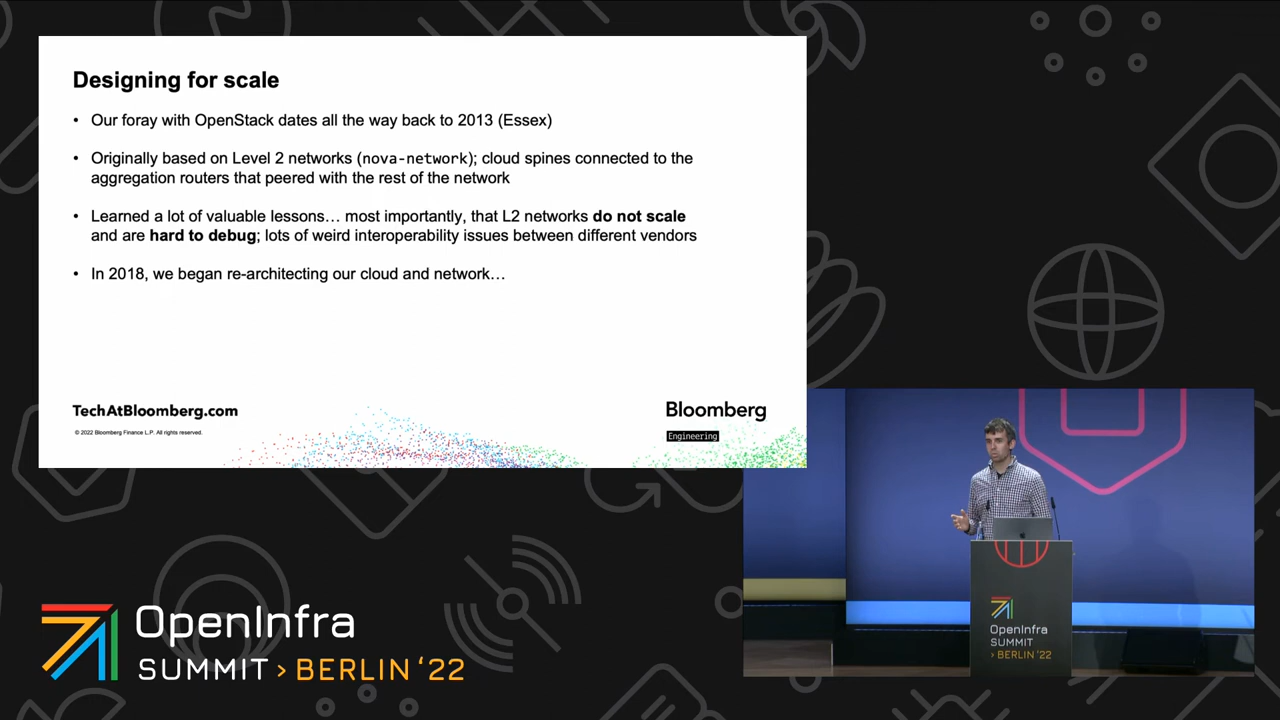 Designing for scale
• Our foray with OpenStack dates all the way back to 2013 (Essex)
• Originally based on Level 2 networks (nova-network); cloud spines connected to the
aggregation routers that peered with the rest of the network
• Learned a lot of valuable lessons… most importantly, that L2 networks do not scale
and are hard to debug; lots of weird interoperability issues between different vendors
• In 2018, we began re-architecting our cloud and network…
TechAtBloomberg.com
© 2022 Bloomberg Finance L.P. All rights reserved.
Bloomberg
Engineering
OpenInfra
SUMMIT > BERLIN ‘22
OpenInfra
SUMMIT
> BERLIN '22